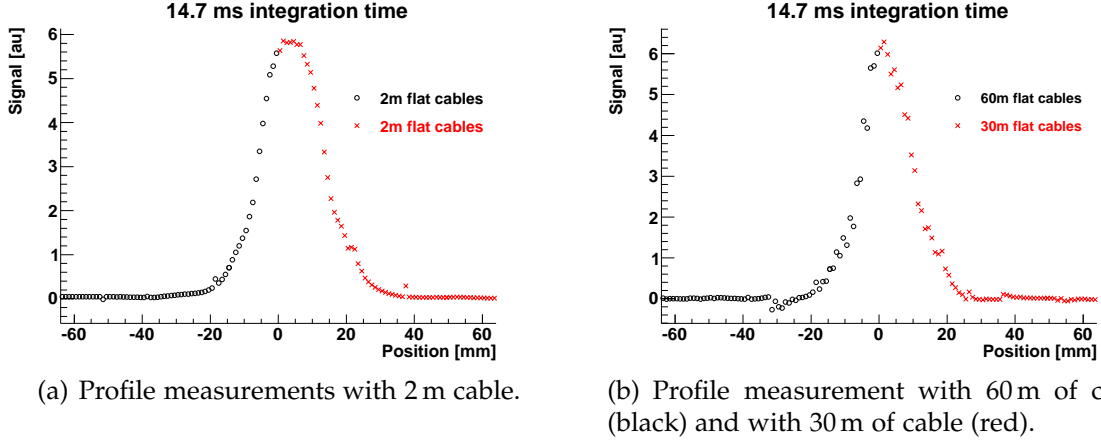 14.7 ms integration time
Signal [au]
6
5
4
3
2
1
0
2m flat cables
2m flat cables
-60 -40 -20 0 20 40 60
Position [mm]
(a) Profile measurements with 2 m cable.
14.7 ms integration time
Signal [au]
6
5
4
3
2
1
0
60m flat cables
30m flat cables
-60 -40 -20 0 20 40 60
Position [mm]
(b) Profile measurement with 60 m of c
(black) and with 30 m of cable (red).